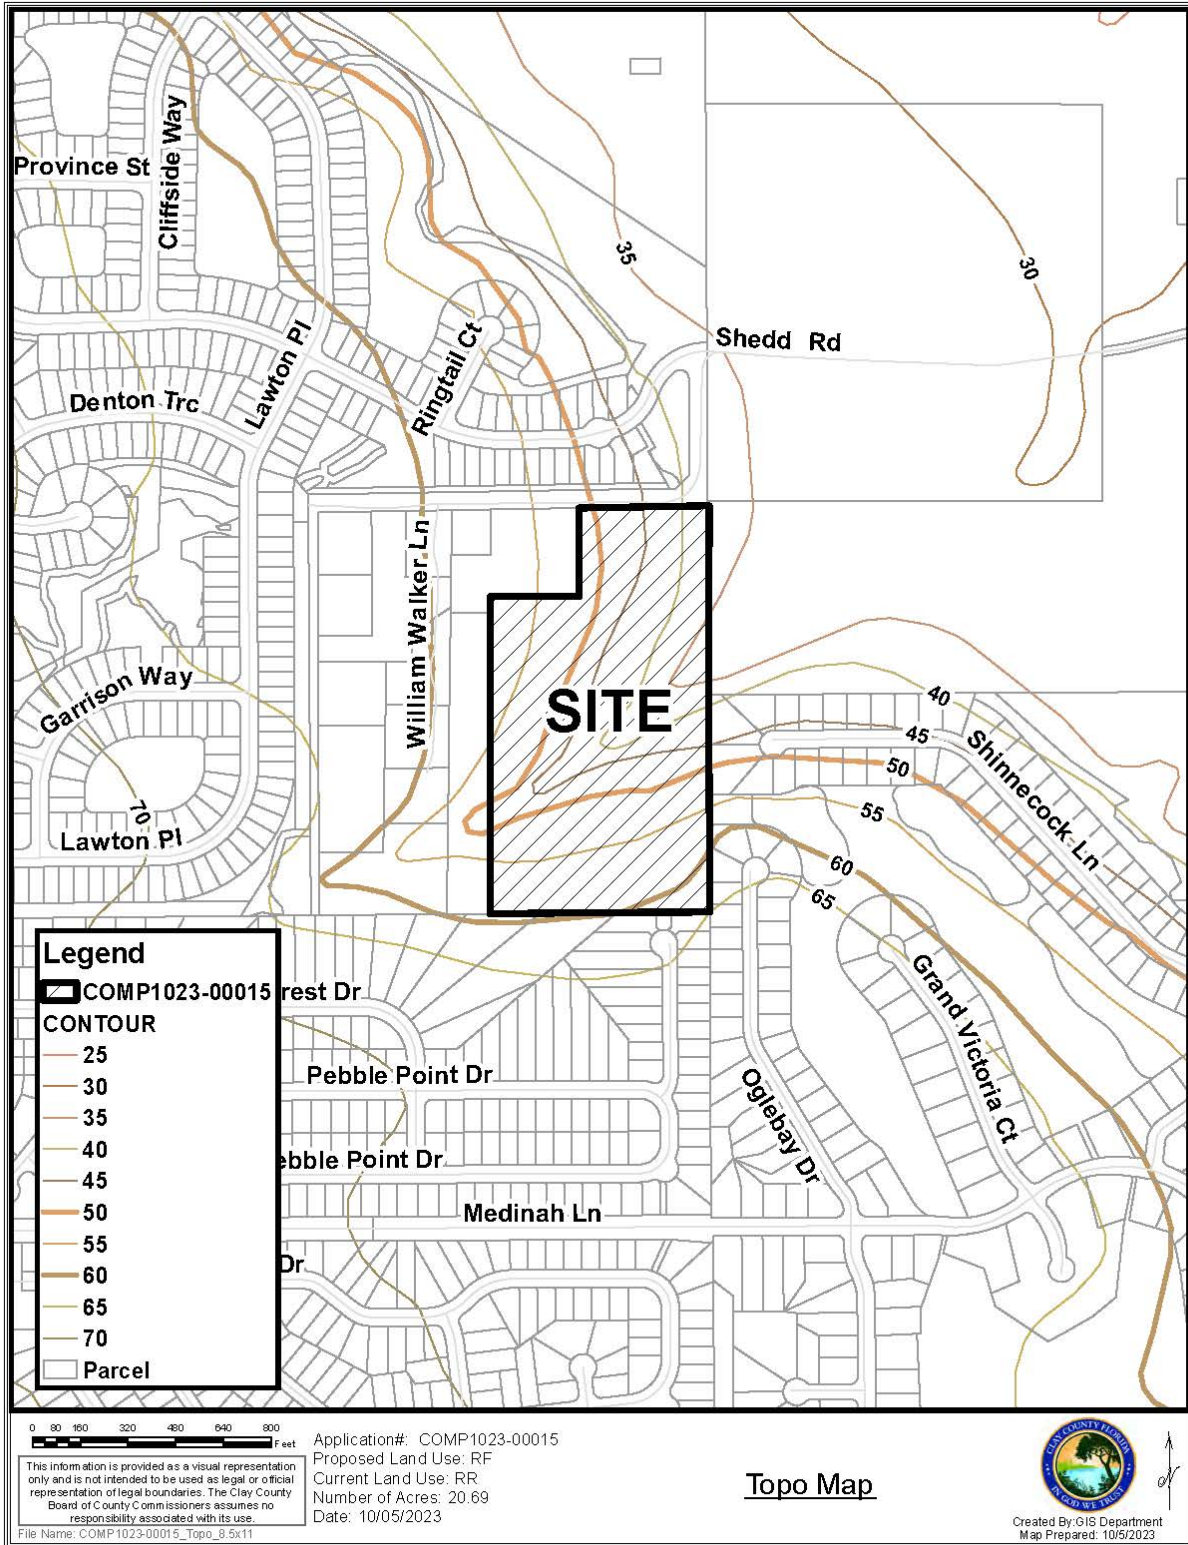 Province St
Cliffside Way
35
30
Shedd Rd
Lawton Pl
Ringtail Ct
Denton Trc
William Walker Ln
Garrison Way
SITE
40
45
Shinnecock Ln
50
70
55
Lawton Pl
60
65
Grand Victoria Ct
rest Dr
Pebble Point Dr
Oglebay Dr
ebble Point Dr
Medinah Ln
Dr
Legend
COMP1023-00015
CONTOUR
25
30
35
40
45
50
55
60
65
70
Parcel
0 80 160 320 480 640 800
Feet
This information is provided as a visual representation
only and is not intended to be used as legal or official
representation of legal boundaries. The Clay County
Board of County Commissioners assumes no
responsibility associated with its use.
File Name: COMP1023-00015_Topo_8.5x11
Application#: COMP1023-00015
Proposed Land Use: RF
Current Land Use: RR
Number of Acres: 20.69
Date: 10/05/2023
Topo Map
CLAY COUNTY FLORIDA
IN GOD WE TRUST
N
Created By:GIS Department
Map Prepared: 10/5/2023